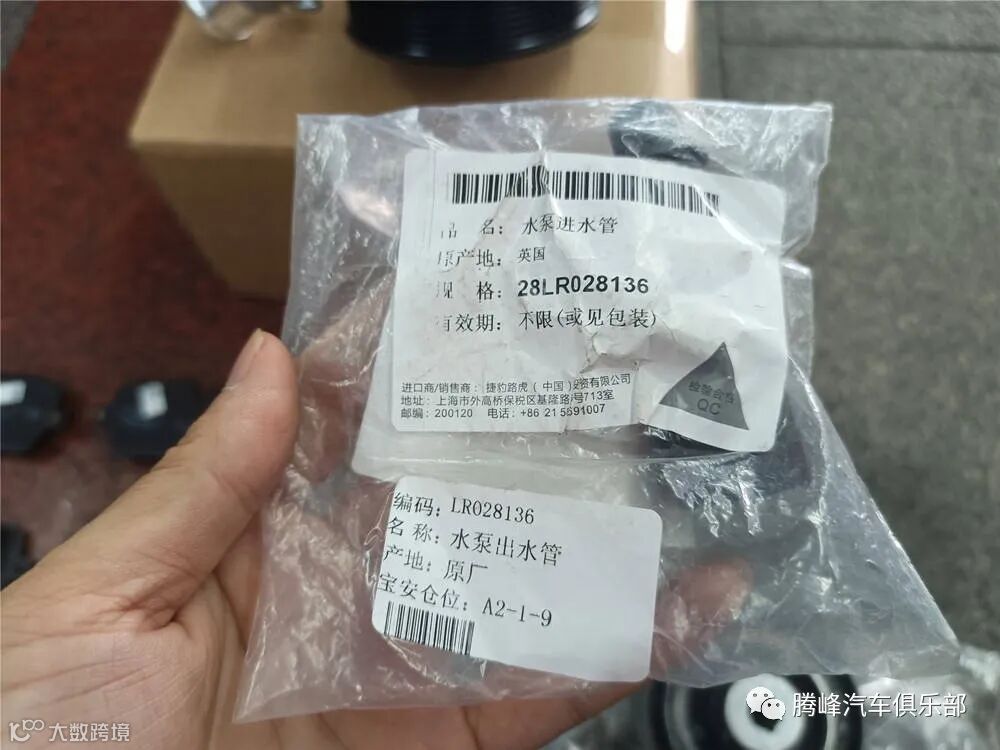 品 名: 水泵进水管
原产地: 英国
规 格: 28LR028136
有效期: 不限(或见包装)
进口商/销售商: 捷豹路虎(中国)投资有限公司
地址: 上海市外高桥保税区基隆路 号713室
邮编: 200120 电话: +86 21 5691007
检验合格
QC
编码: LR028136
名称: 水泵出水管
产地: 原厂
宝安仓位: A2-1-9
大数跨境
腾峰汽车俱乐部